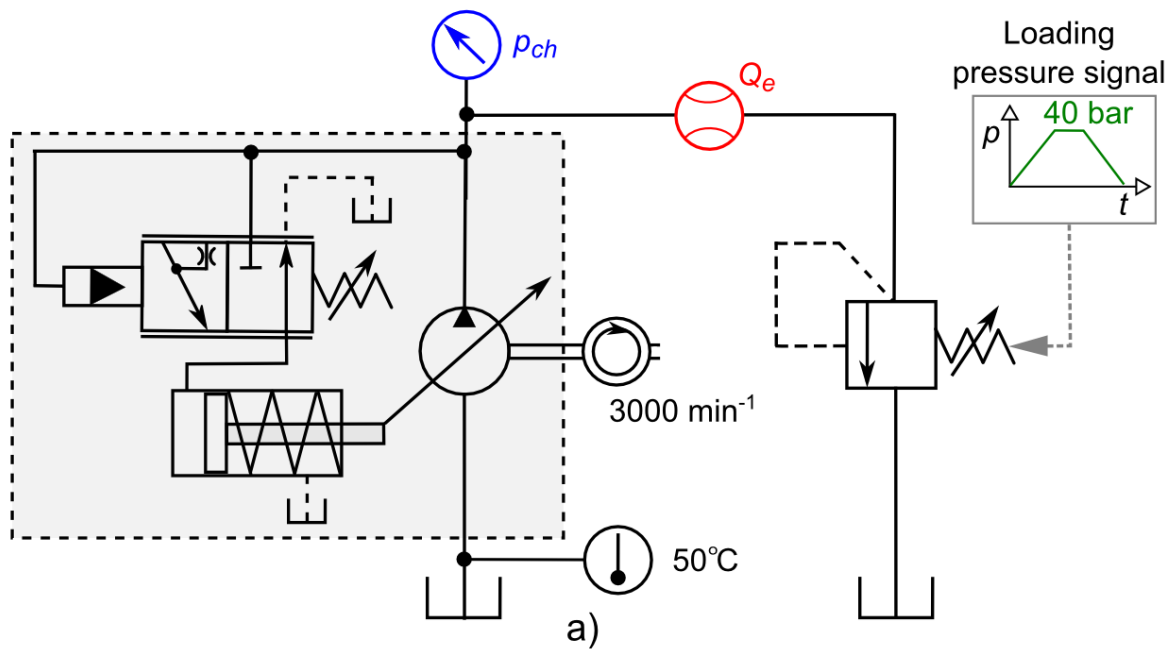 p_ch
Q_e
Loading
pressure signal
40 bar
p
t
3000 min⁻¹
50°C
a)